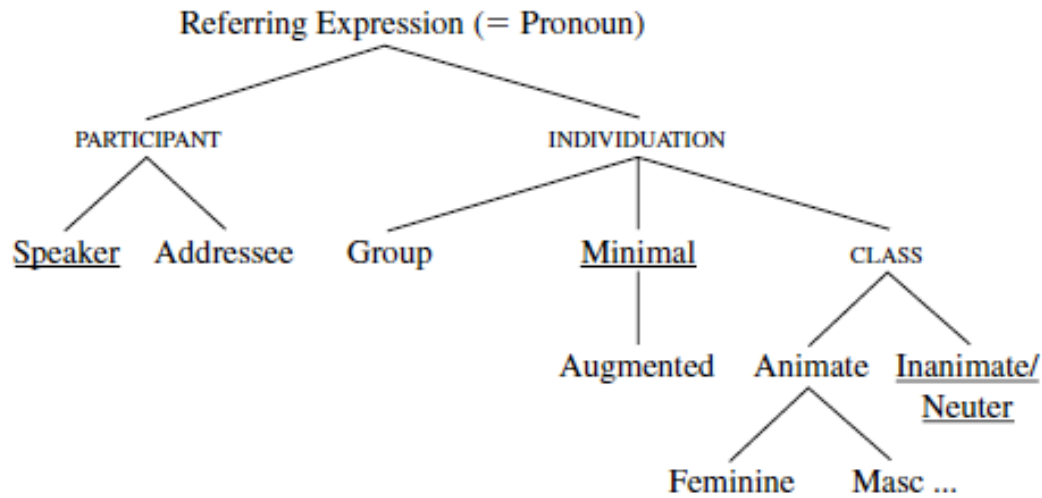 Referring Expression (= Pronoun)
PARTICIPANT INDIVIDUATION
Speaker Addressee Group Minimal CLASS
Augmented Animate Inanimate/
Neuter
Feminine Masc ...